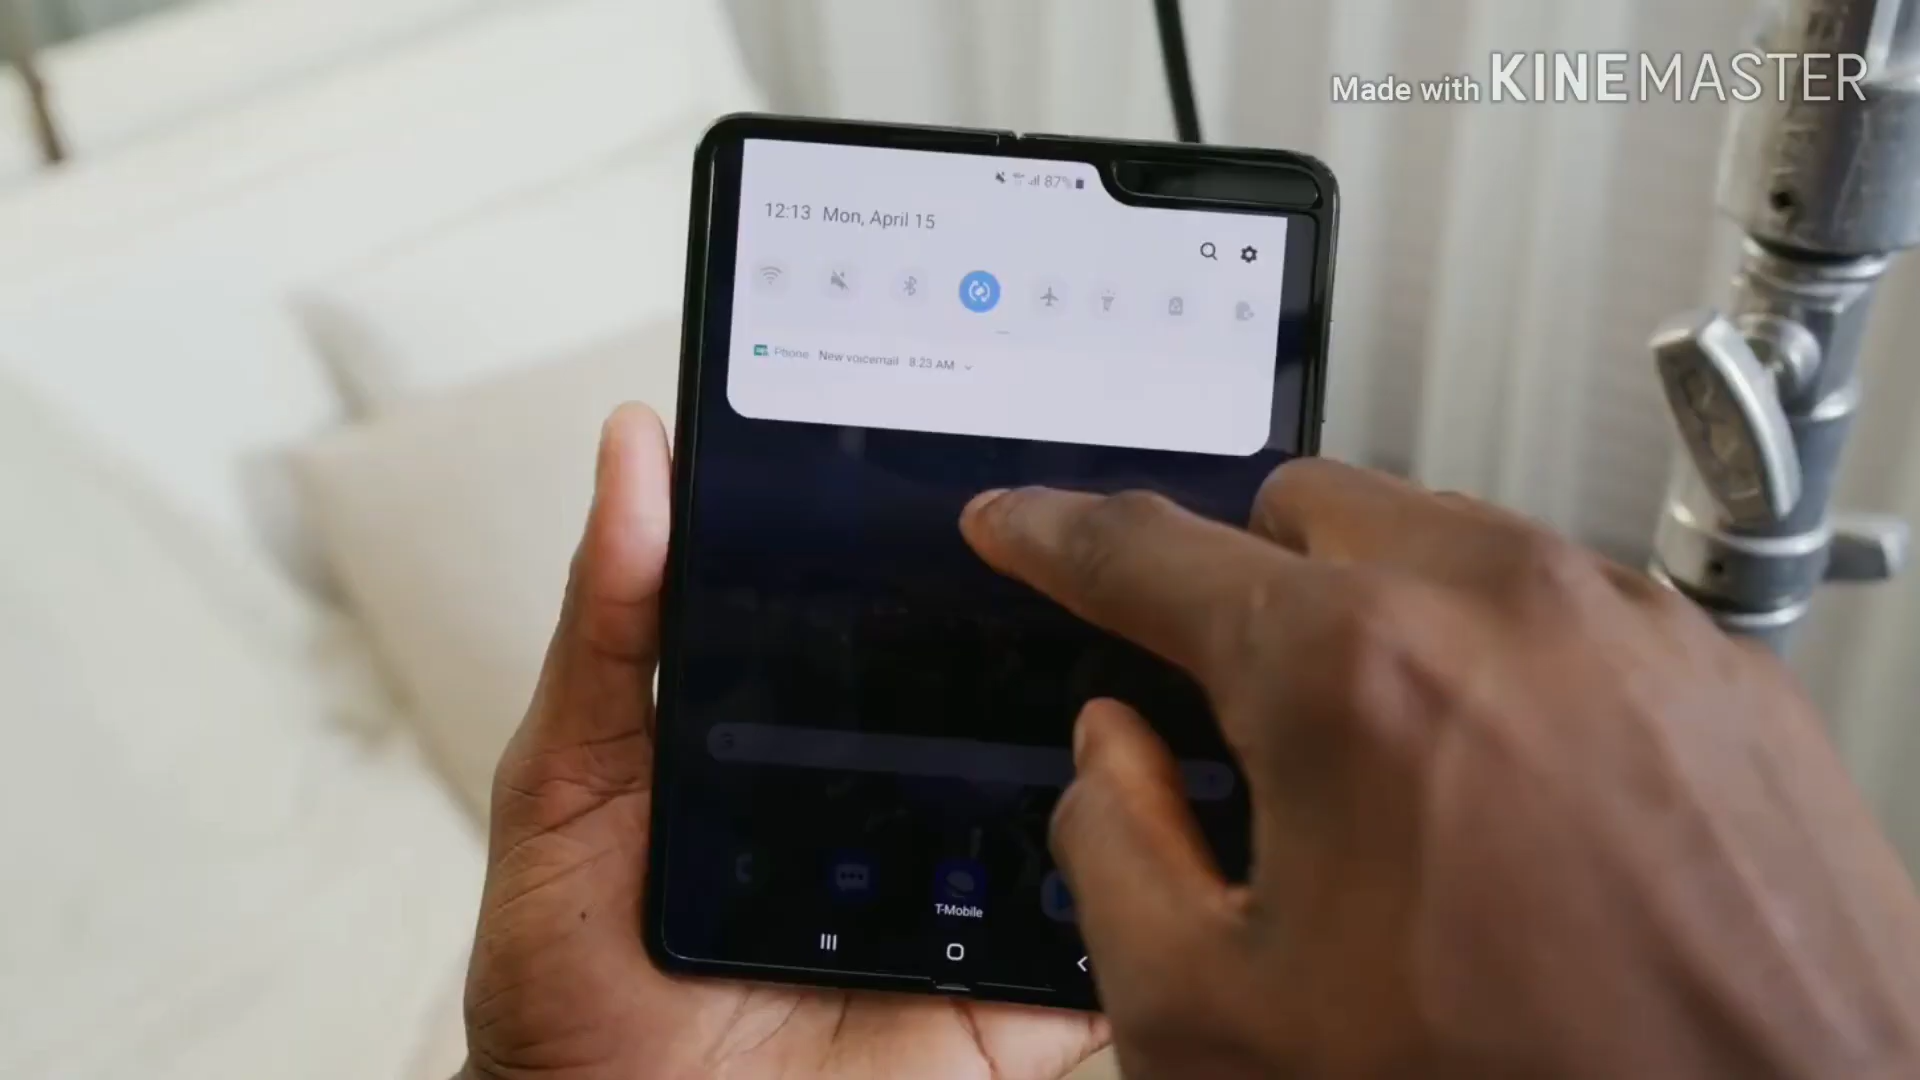 Made with KINEMASTER
87%
12:13 Mon, April 15
Phone New voicemail 8:23 AM
T-Mobile